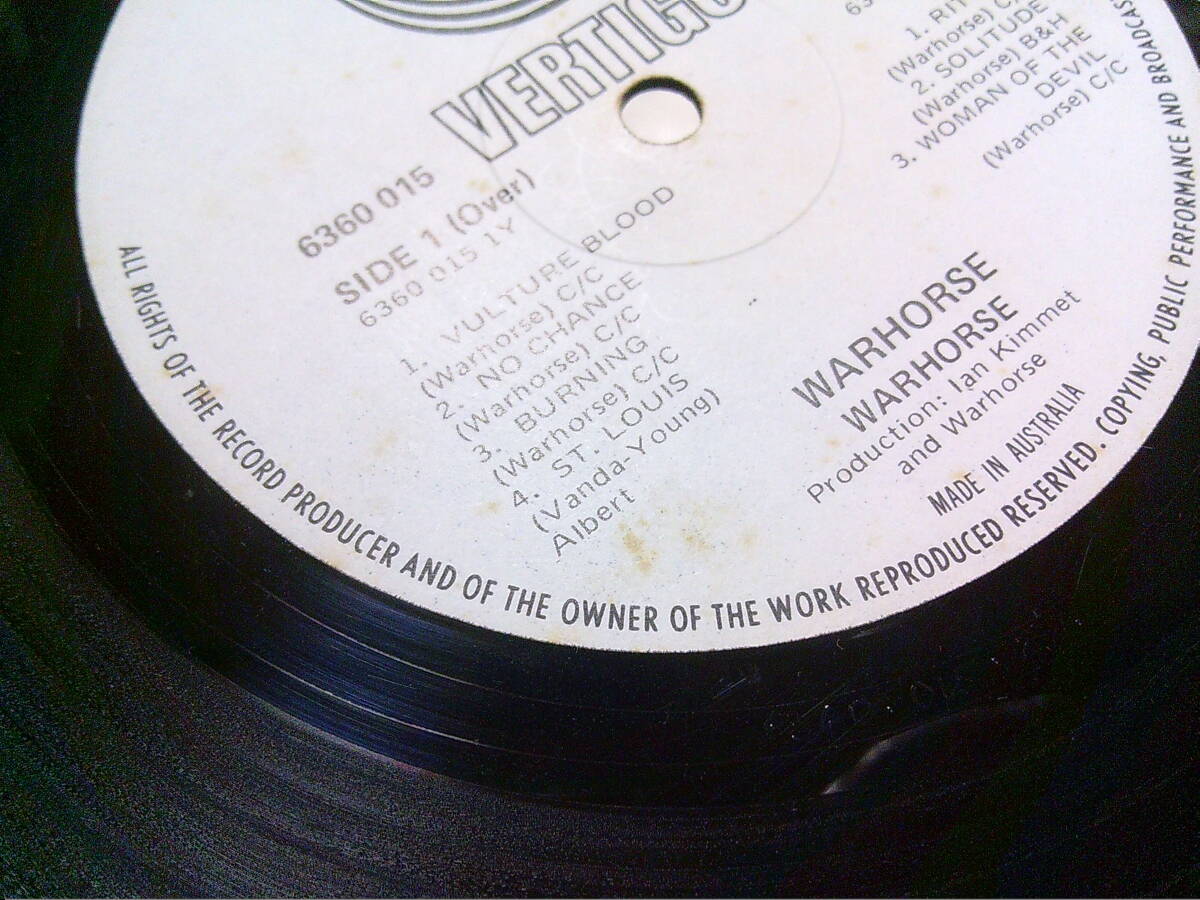 VERTIGO
6360 015
SIDE 1 (Over)
6360 015 1Y
1. VULTURE BLOOD
(Warhorse) C/C
2. NO CHANCE
(Warhorse) C/C
3. BURNING
(Warhorse) C/C
4. ST. LOUIS
(Vanda-Young)
Albert
63
1. RIT
(Warhorse) C/
2. SOLITUDE
(Warhorse) B&H
3. WOMAN OF THE
DEVIL
(Warhorse) C/C
WARHORSE
WARHORSE
Production: Ian Kimmet
and Warhorse
MADE IN AUSTRALIA
ALL RIGHTS OF THE RECORD PRODUCER AND OF THE OWNER OF THE WORK REPRODUCED RESERVED. COPYING, PUBLIC PERFORMANCE AND BROADCAS